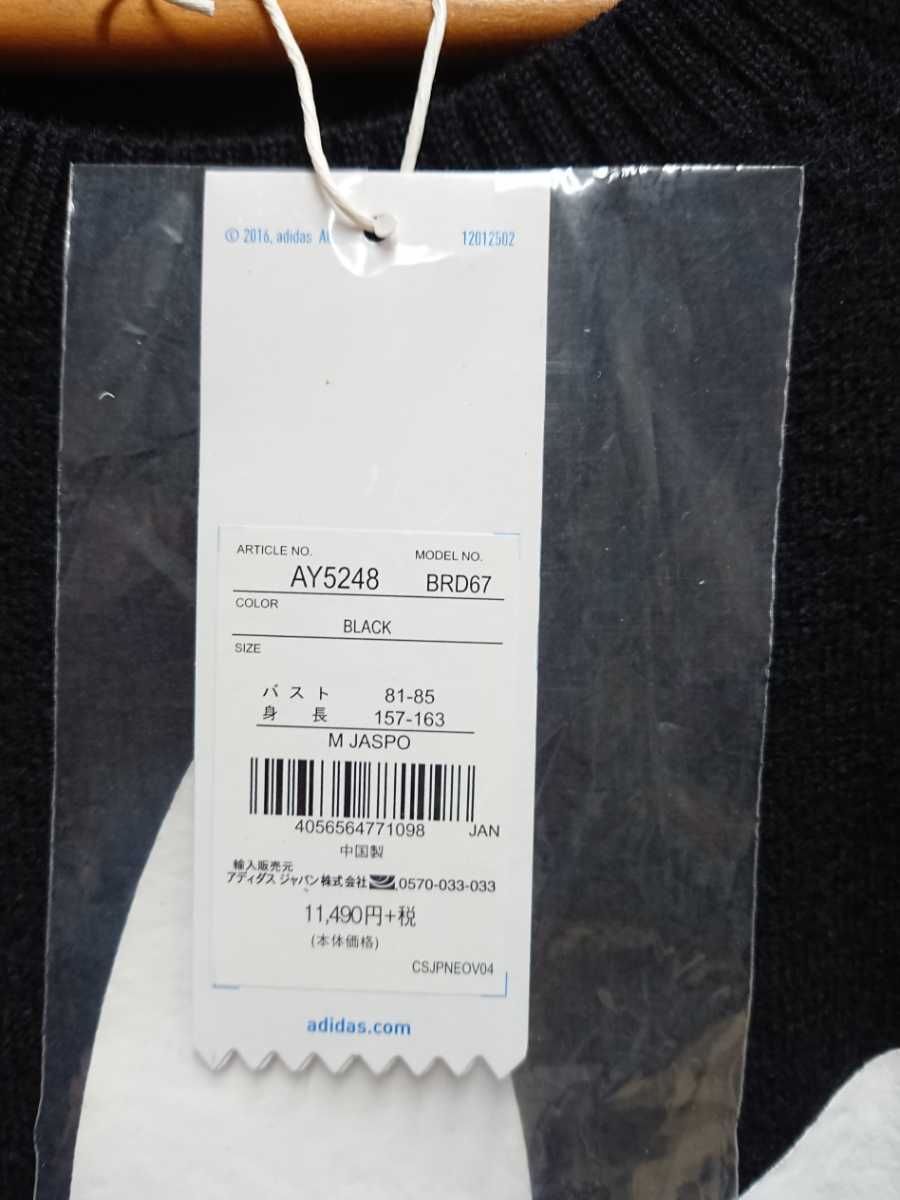 © 2016, adidas 12012502
ARTICLE NO. MODEL NO.
AY5248 BRD67
COLOR
BLACK
SIZE
バスト 81-85
身長 157-163
M JASPO
4056564771098 JAN
中国製
輸入販売元
アディダス ジャパン株式会社 0570-033-033
11,490円+税
(本体価格)
CSJPNEOV04
adidas.com